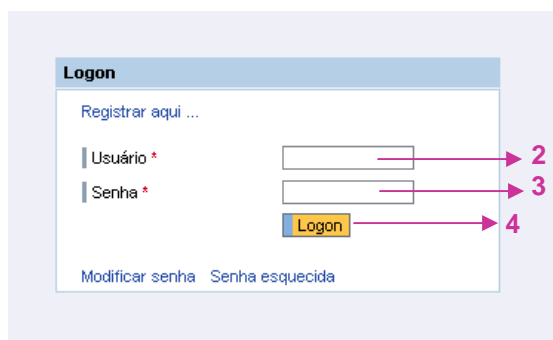 Logon
Registrar aqui ...
Usuário * 2
Senha * 3
Logon 4
Modificar senha Senha esquecida